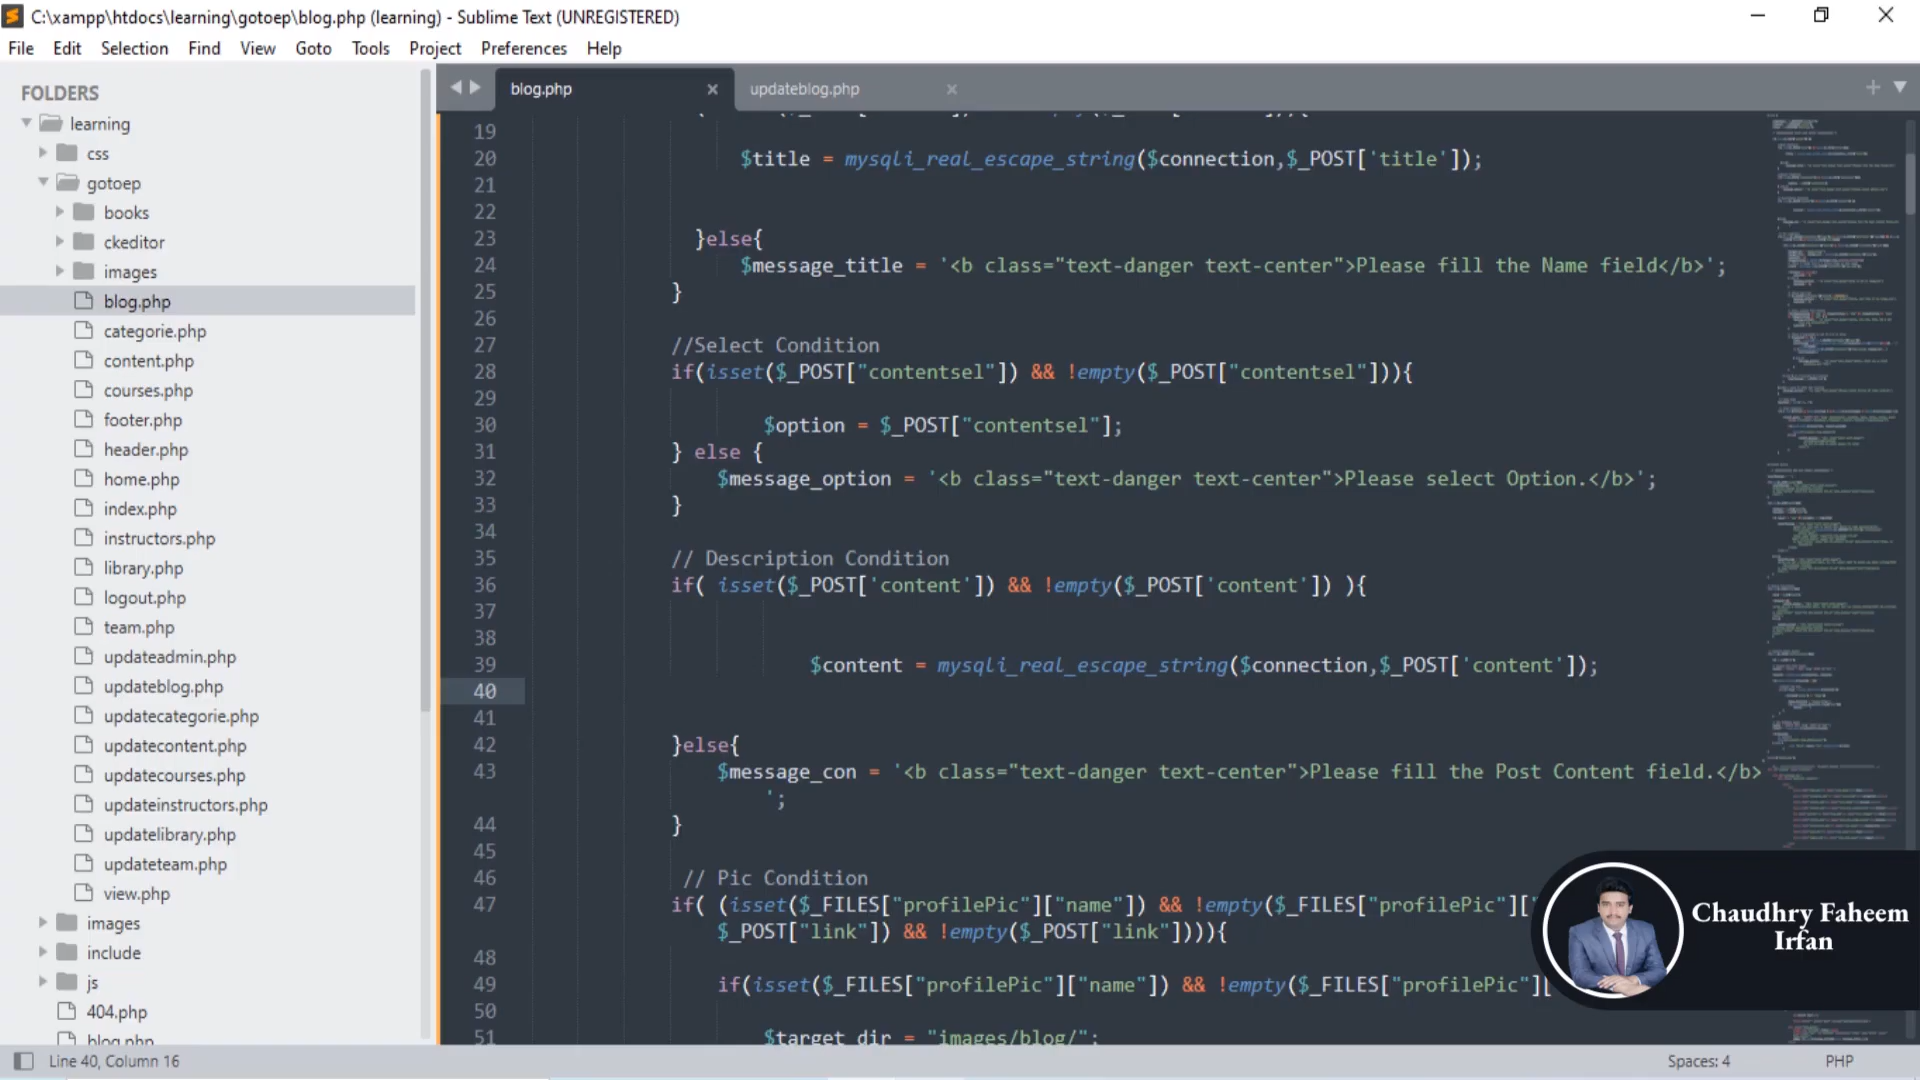 C:\xampp\htdocs\learning\gotoep\blog.php (learning) - Sublime Text (UNREGISTERED)
File Edit Selection Find View Goto Tools Project Preferences Help
FOLDERS
learning
css
gotoep
books
ckeditor
images
blog.php
categorie.php
content.php
courses.php
footer.php
header.php
home.php
index.php
instructors.php
library.php
logout.php
team.php
updateadmin.php
updateblog.php
updatecategorie.php
updatecontent.php
updatecourses.php
updateinstructors.php
updatelibrary.php
updateteam.php
view.php
images
include
js
404.php
blog.php
blog.php updateblog.php
19
20 $title = mysqli_real_escape_string($connection,$_POST['title']);
21
22
23 }else{
24 $message_title = '<b class="text-danger text-center">Please fill the Name field</b>';
25 }
26
27 //Select Condition
28 if(isset($_POST["contentsel"]) && !empty($_POST["contentsel"])){
29
30 $option = $_POST["contentsel"];
31 } else {
32 $message_option = '<b class="text-danger text-center">Please select Option.</b>';
33 }
34
35 // Description Condition
36 if( isset($_POST['content']) && !empty($_POST['content']) ){
37
38
39 $content = mysqli_real_escape_string($connection,$_POST['content']);
40
41
42 }else{
43 $message_con = '<b class="text-danger text-center">Please fill the Post Content field.</b>
';
44 }
45
46 // Pic Condition
47 if( (isset($_FILES["profilePic"]["name"]) && !empty($_FILES["profilePic"]["
$_POST["link"]) && !empty($_POST["link"]))){
48
49 if(isset($_FILES["profilePic"]["name"]) && !empty($_FILES["profilePic"][
50
51 $target_dir = "images/blog/";
Chaudhry Faheem
Irfan
Line 40, Column 16
Spaces: 4 PHP